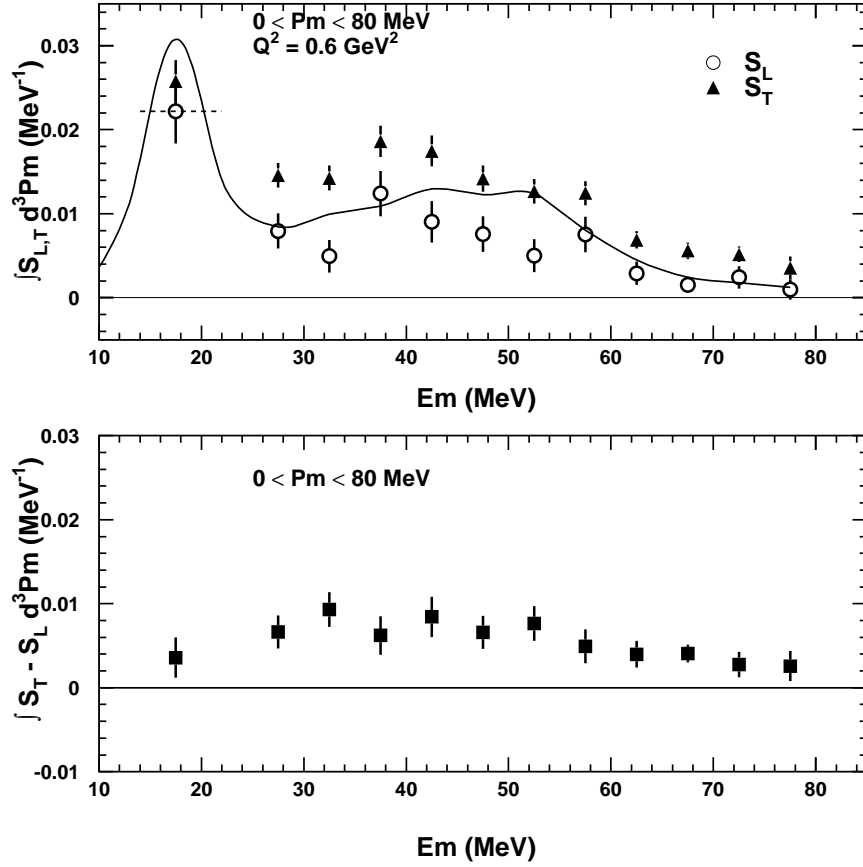 0 < Pm < 80 MeV
Q² = 0.6 GeV²
S_L
S_T
∫S_L,T d³Pm (MeV⁻¹)
0.03
0.02
0.01
0
10 20 30 40 50 60 70 80
Em (MeV)
0 < Pm < 80 MeV
∫ S_T - S_L d³Pm (MeV⁻¹)
0.03
0.02
0.01
0
-0.01
10 20 30 40 50 60 70 80
Em (MeV)